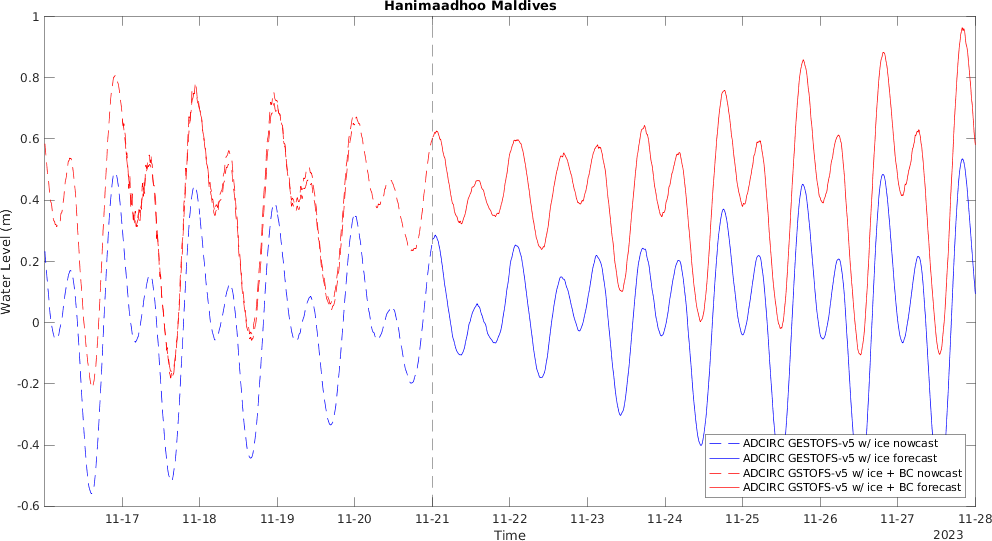 Hanimaadhoo Maldives
1
0.8
0.6
0.4
0.2
0
-0.2
-0.4
-0.6
Water Level (m)
ADCIRC GESTOFS-v5 w/ ice nowcast
ADCIRC GESTOFS-v5 w/ ice forecast
ADCIRC GSTOFS-v5 w/ ice + BC nowcast
ADCIRC GSTOFS-v5 w/ ice + BC forecast
11-17 11-18 11-19 11-20 11-21 11-22 11-23 11-24 11-25 11-26 11-27 11-28
Time
2023